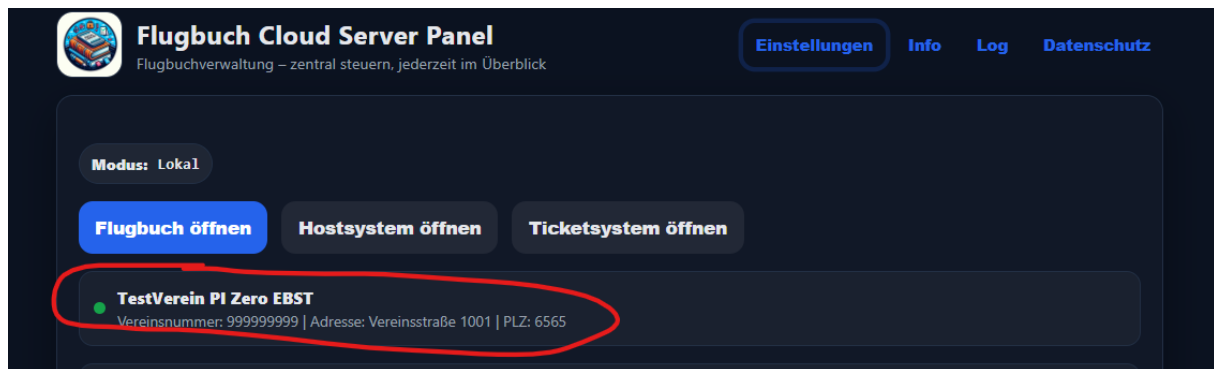 Flugbuch Cloud Server Panel
Flugbuchverwaltung – zentral steuern, jederzeit im Überblick
Einstellungen Info Log Datenschutz
Modus: Lokal
Flugbuch öffnen Hostsystem öffnen Ticketsystem öffnen
TestVerein PI Zero EBST
Vereinsnummer: 999999999 | Adresse: Vereinsstraße 1001 | PLZ: 6565